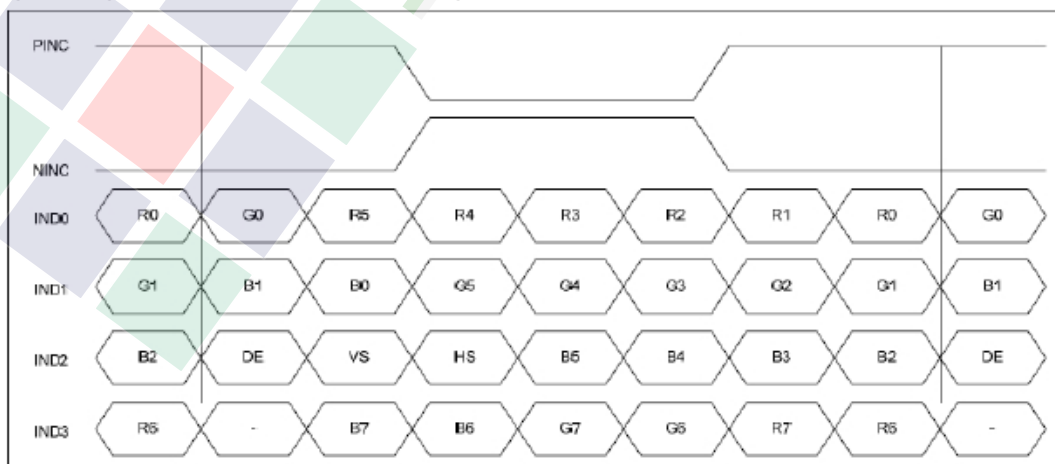 PINC
NINC
IND0 R0 G0 R5 R4 R3 R2 R1 R0 G0
IND1 G1 B1 B0 G5 G4 G3 G2 G1 B1
IND2 B2 DE VS HS B5 B4 B3 B2 DE
IND3 R6 - B7 B6 G7 G6 R7 R6 -